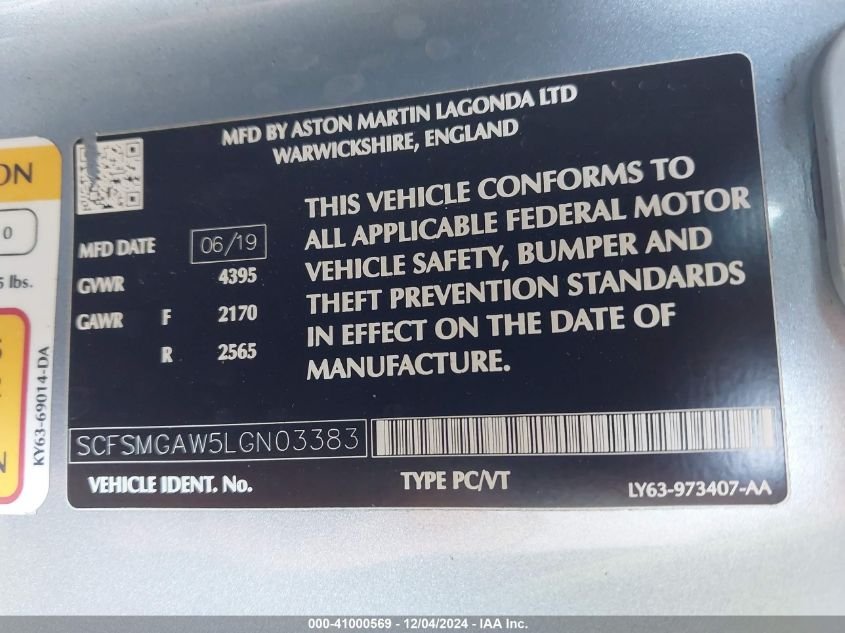 MFD BY ASTON MARTIN LAGONDA LTD
WARWICKSHIRE, ENGLAND
MFD DATE 06/19
GVWR 4395
GAWR F 2170
R 2565
THIS VEHICLE CONFORMS TO
ALL APPLICABLE FEDERAL MOTOR
VEHICLE SAFETY, BUMPER AND
THEFT PREVENTION STANDARDS
IN EFFECT ON THE DATE OF
MANUFACTURE.
SCFSMGAW5LGN03383
VEHICLE IDENT. No.
TYPE PC/VT
LY63-973407-AA
ON
0
lbs.
N
KY63-69014-DA
000-41000569 - 12/04/2024 - IAA Inc.